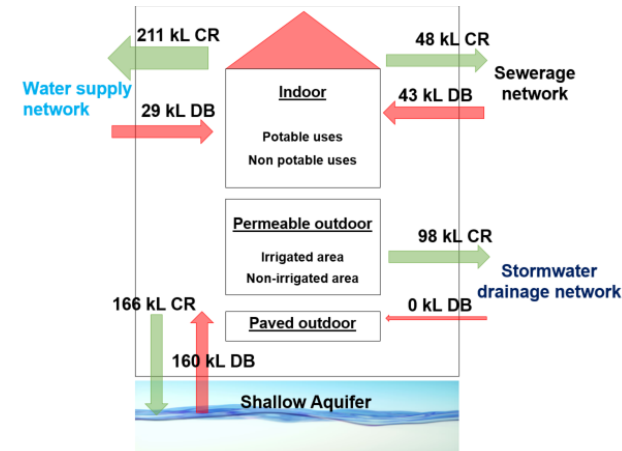 211 kL CR
48 kL CR
Water supply
network
Indoor
Sewerage
network
29 kL DB
43 kL DB
Potable uses
Non potable uses
Permeable outdoor
98 kL CR
Irrigated area
Non-irrigated area
Stormwater
drainage network
166 kL CR
0 kL DB
Paved outdoor
160 kL DB
Shallow Aquifer